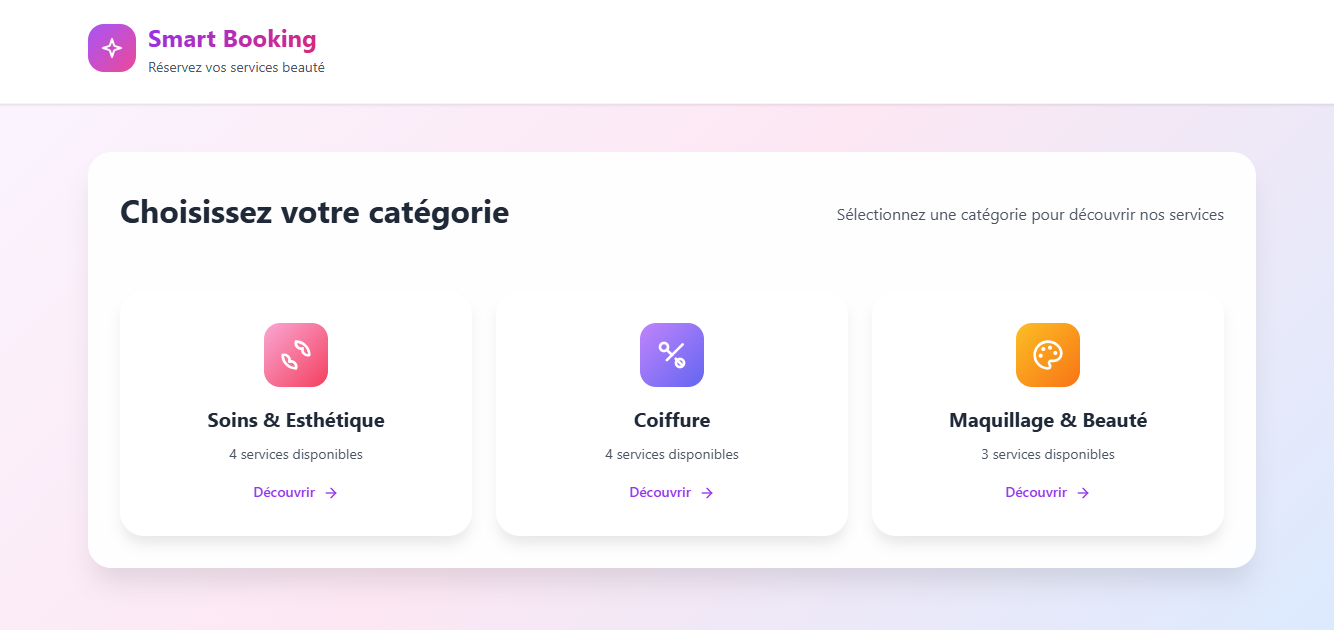 Smart Booking
Réservez vos services beauté
Choisissez votre catégorie
Sélectionnez une catégorie pour découvrir nos services
Soins & Esthétique
4 services disponibles
Découvrir
Coiffure
4 services disponibles
Découvrir
Maquillage & Beauté
3 services disponibles
Découvrir